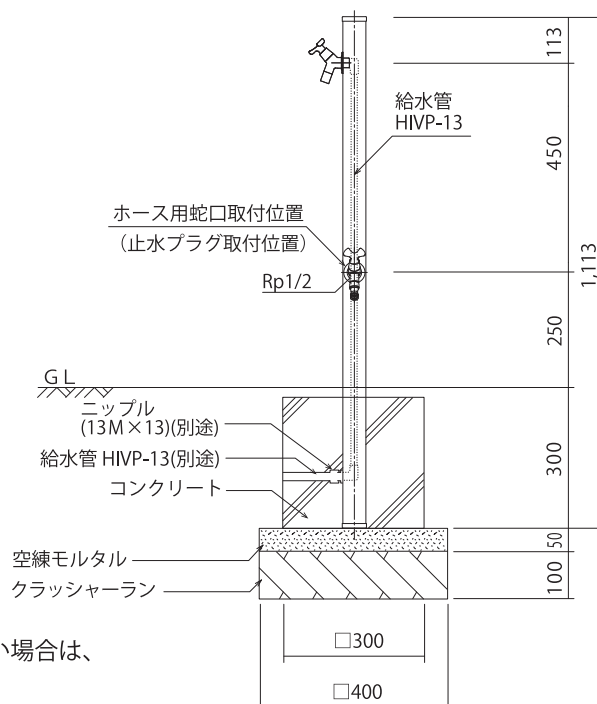 113
給水管
HIVP-13
450
ホース用蛇口取付位置
（止水プラグ取付位置）
1,113
Rp1/2
250
GL
ニップル
(13M×13)(別途)
給水管 HIVP-13(別途)
300
コンクリート
空練モルタル
50
クラッシャーラン
100
い場合は、
□300
□400